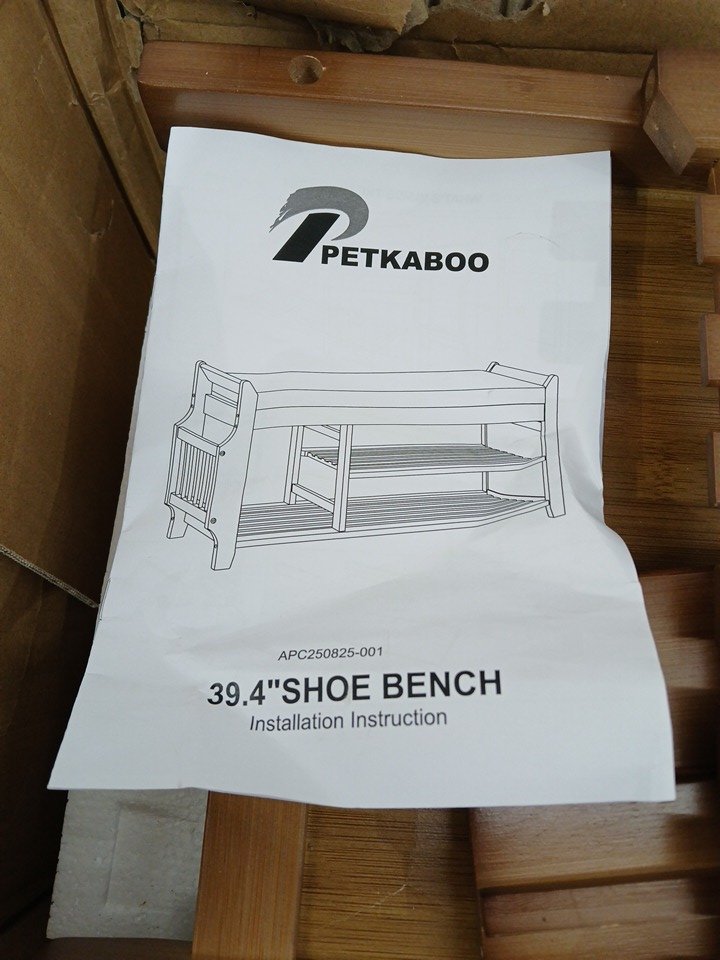 PETKABOO
APC250825-001
39.4"SHOE BENCH
Installation Instruction